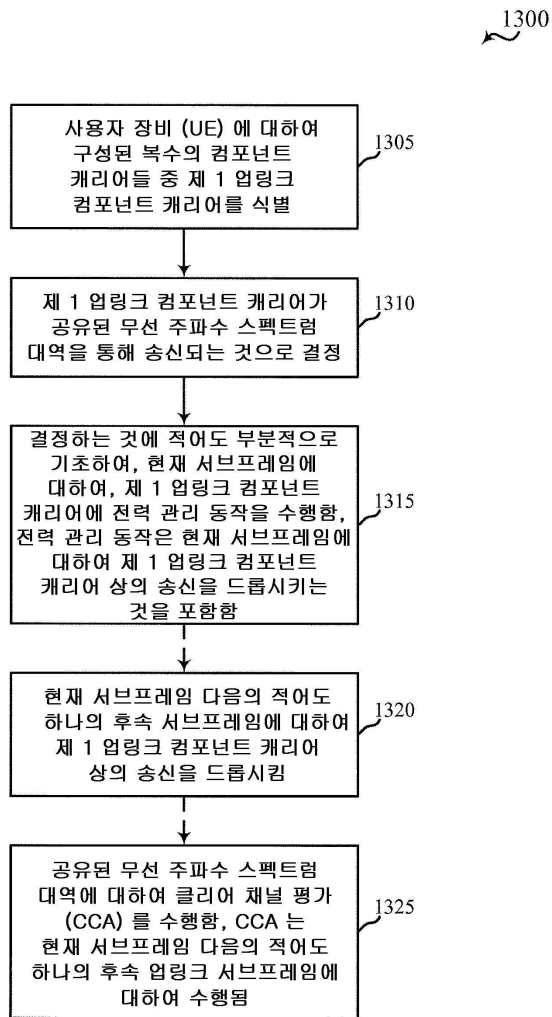 1300
사용자 장비 (UE) 에 대하여
구성된 복수의 컴포넌트
캐리어들 중 제 1 업링크
컴포넌트 캐리어를 식별
1305
제 1 업링크 컴포넌트 캐리어가
공유된 무선 주파수 스펙트럼
대역을 통해 송신되는 것으로 결정
1310
결정하는 것에 적어도 부분적으로
기초하여, 현재 서브프레임에
대하여, 제 1 업링크 컴포넌트
캐리어에 전력 관리 동작을 수행함,
전력 관리 동작은 현재 서브프레임에
대하여 제 1 업링크 컴포넌트
캐리어 상의 송신을 드롭시키는
것을 포함함
1315
현재 서브프레임 다음의 적어도
하나의 후속 서브프레임에 대하여
제 1 업링크 컴포넌트 캐리어
상의 송신을 드롭시킴
1320
공유된 무선 주파수 스펙트럼
대역에 대하여 클리어 채널 평가
(CCA) 를 수행함, CCA 는
현재 서브프레임 다음의 적어도
하나의 후속 업링크 서브프레임에
대하여 수행됨
1325